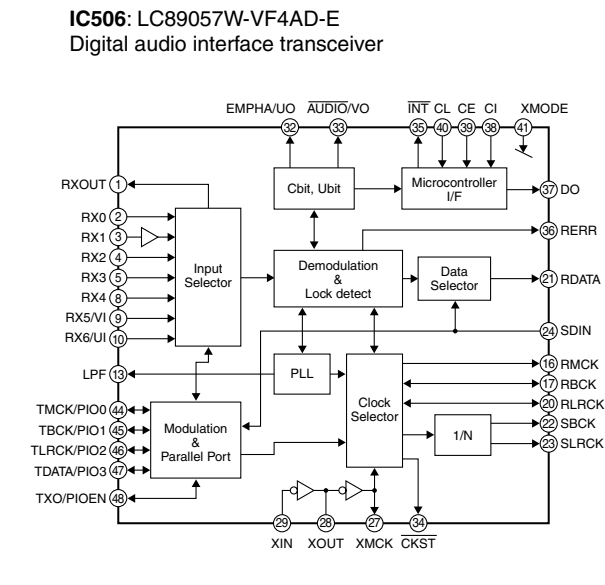 IC506: LC89057W-VF4AD-E
Digital audio interface transceiver
EMPHA/UO AUDIO/VO INT CL CE CI XMODE
32 33 35 40 39 38 41
RXOUT 1
Cbit, Ubit
Microcontroller
I/F
37 DO
RX0 2
RX1 3
RX2 4
RX3 5
RX4 8
RX5/VI 9
RX6/UI 10
Input
Selector
36 RERR
Demodulation
&
Lock detect
Data
Selector
21 RDATA
24 SDIN
LPF 13
PLL
Clock
Selector
16 RMCK
17 RBCK
20 RLRCK
22 SBCK
23 SLRCK
1/N
TMCK/PIO0 44
TBCK/PIO1 45
TLRCK/PIO2 46
TDATA/PIO3 47
TXO/PIOEN 48
Modulation
&
Parallel Port
29 28 27 34
XIN XOUT XMCK CKST